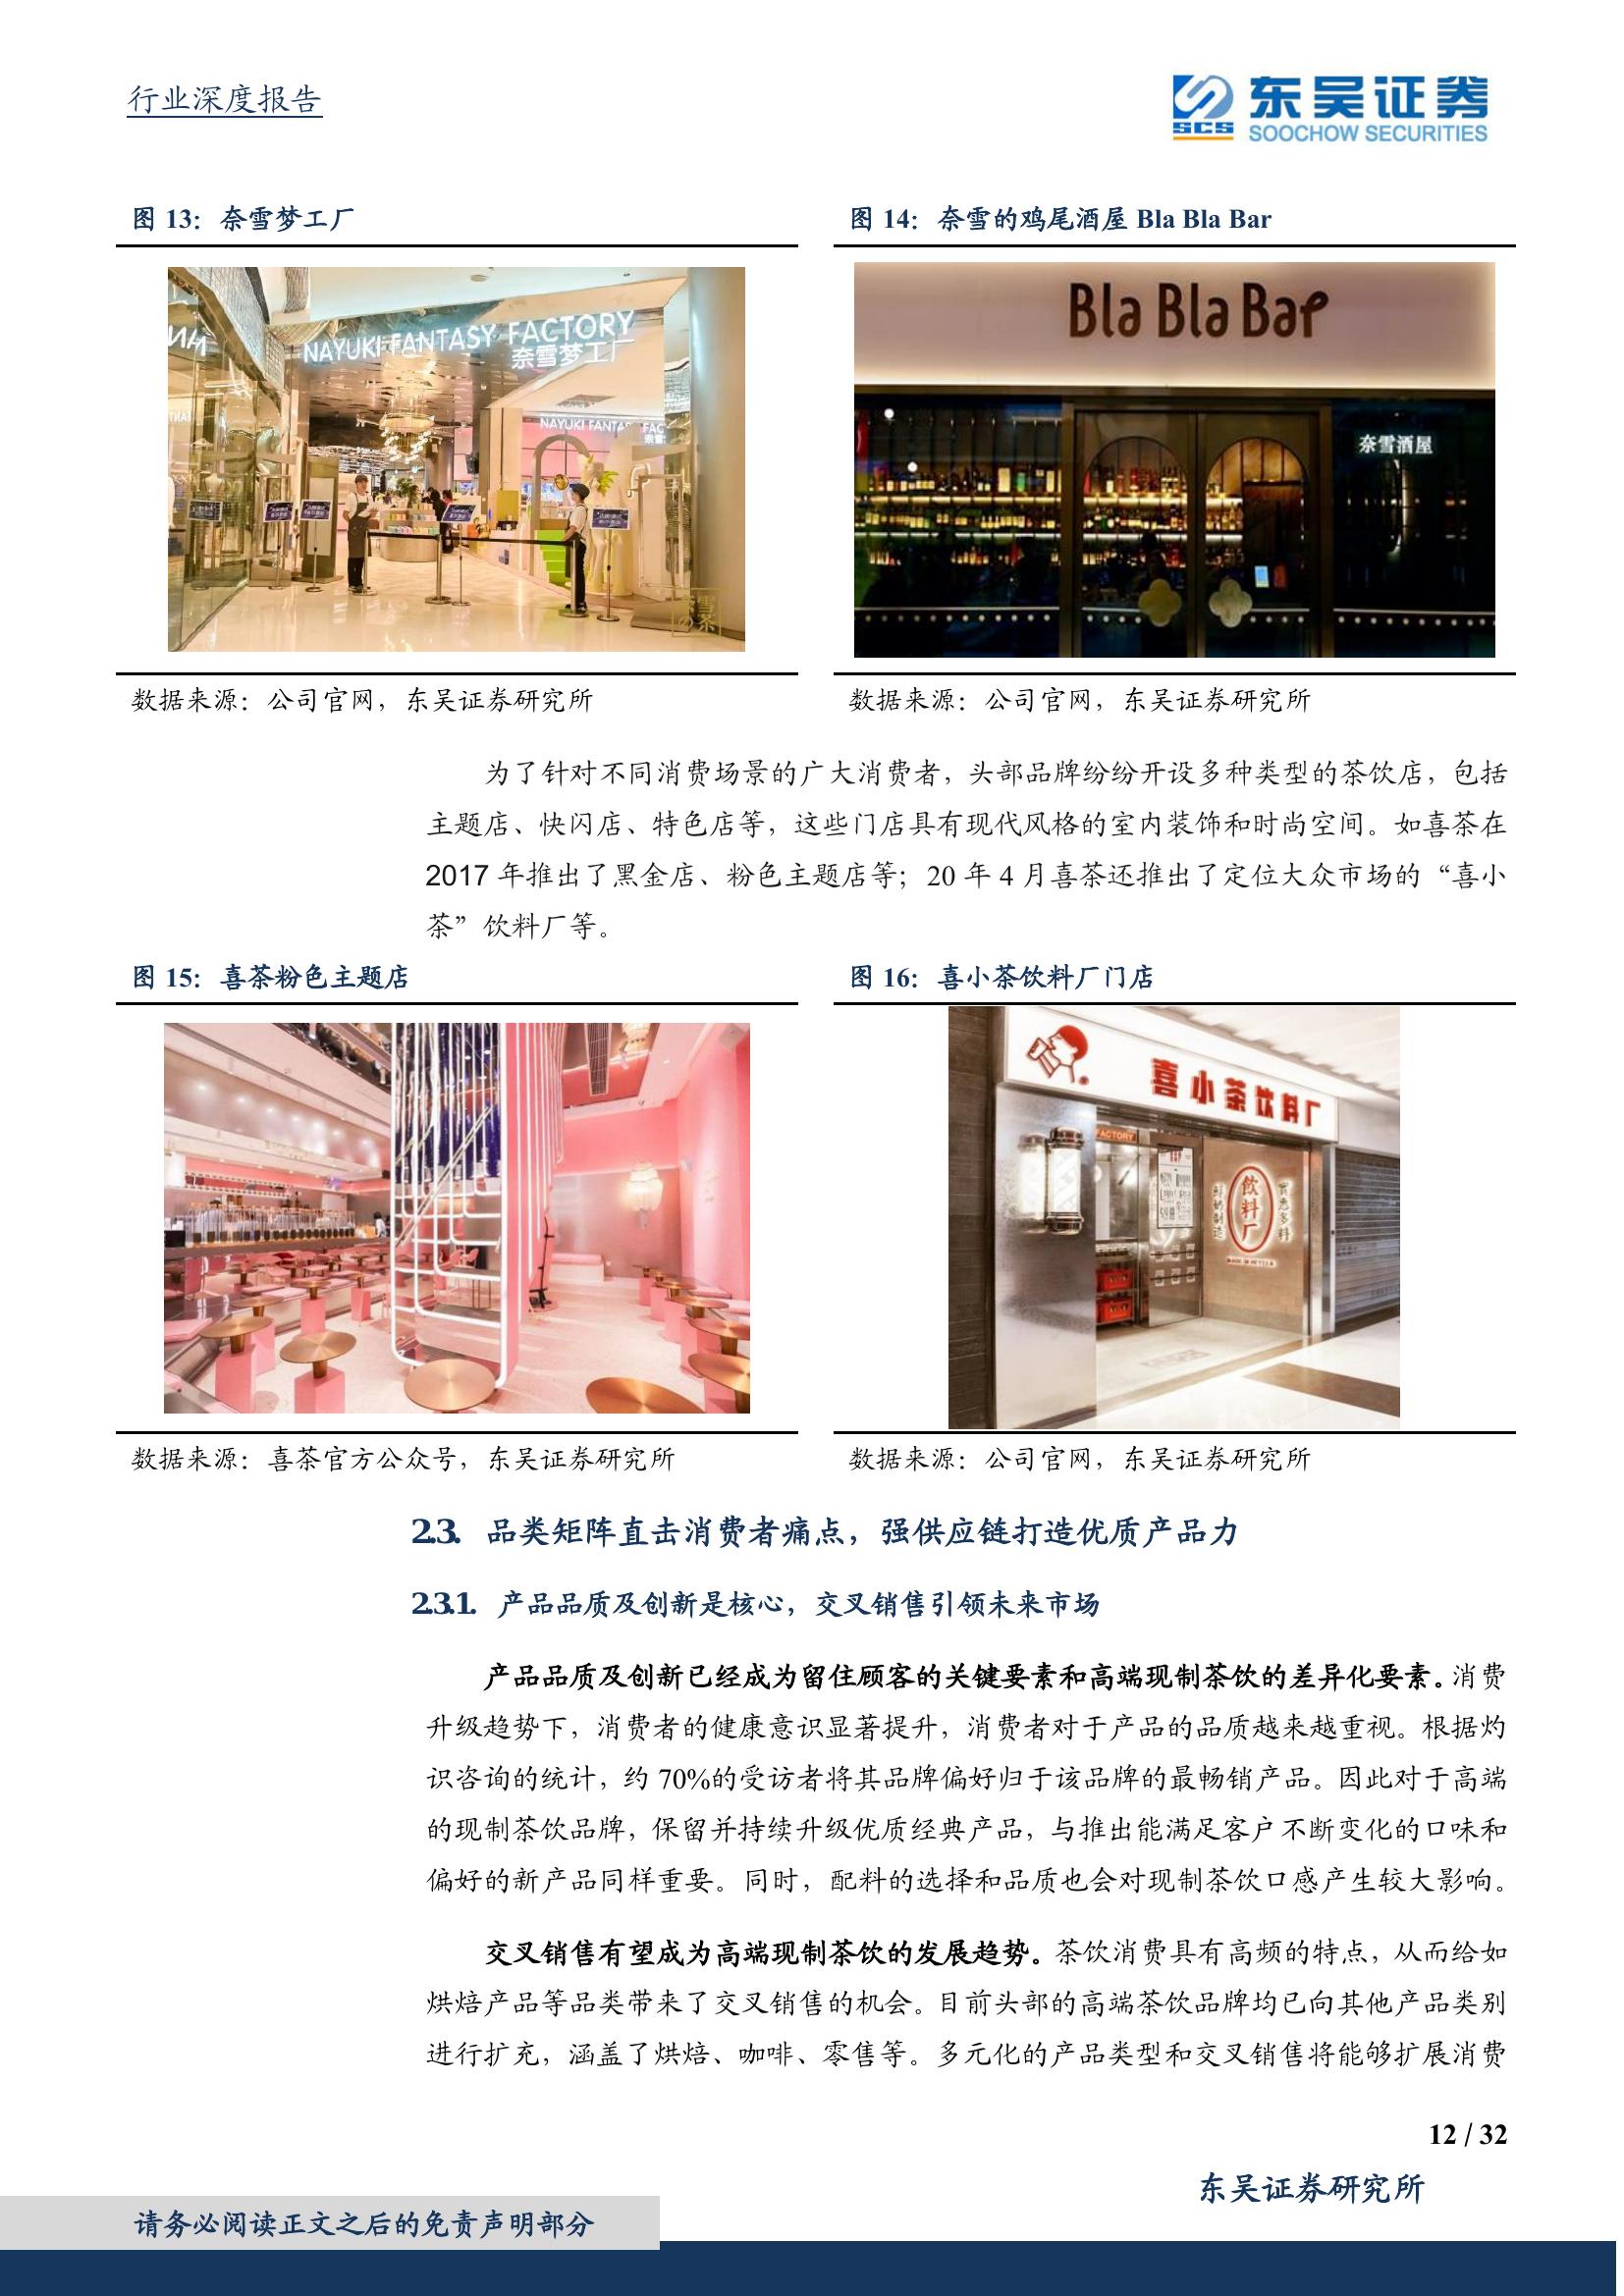 行业深度报告
SCS 东吴证券
SOOCHOW SECURITIES
图 13：奈雪梦工厂
图 14：奈雪的鸡尾酒屋 Bla Bla Bar
NAYUKI FANTASY FACTORY
奈雪梦工厂
NAYUKI FANTASY FAC
奈雪
Bla Bla Bar
奈雪酒屋
数据来源：公司官网，东吴证券研究所
数据来源：公司官网，东吴证券研究所
为了针对不同消费场景的广大消费者，头部品牌纷纷开设多种类型的茶饮店，包括
主题店、快闪店、特色店等，这些门店具有现代风格的室内装饰和时尚空间。如喜茶在
2017 年推出了黑金店、粉色主题店等；20 年 4 月喜茶还推出了定位大众市场的“喜小
茶”饮料厂等。
图 15：喜茶粉色主题店
图 16：喜小茶饮料厂门店
喜小茶饮料厂
FACTORY
飲料厂
数据来源：喜茶官方公众号，东吴证券研究所
数据来源：公司官网，东吴证券研究所
2.3. 品类矩阵直击消费者痛点，强供应链打造优质产品力
2.3.1. 产品品质及创新是核心，交叉销售引领未来市场
产品品质及创新已经成为留住顾客的关键要素和高端现制茶饮的差异化要素。消费
升级趋势下，消费者的健康意识显著提升，消费者对于产品的品质越来越重视。根据灼
识咨询的统计，约 70%的受访者将其品牌偏好归于该品牌的最畅销产品。因此对于高端
的现制茶饮品牌，保留并持续升级优质经典产品，与推出能满足客户不断变化的口味和
偏好的新产品同样重要。同时，配料的选择和品质也会对现制茶饮口感产生较大影响。
交叉销售有望成为高端现制茶饮的发展趋势。茶饮消费具有高频的特点，从而给如
烘焙产品等品类带来了交叉销售的机会。目前头部的高端茶饮品牌均已向其他产品类别
进行扩充，涵盖了烘焙、咖啡、零售等。多元化的产品类型和交叉销售将能够扩展消费
12 / 32
东吴证券研究所
请务必阅读正文之后的免责声明部分